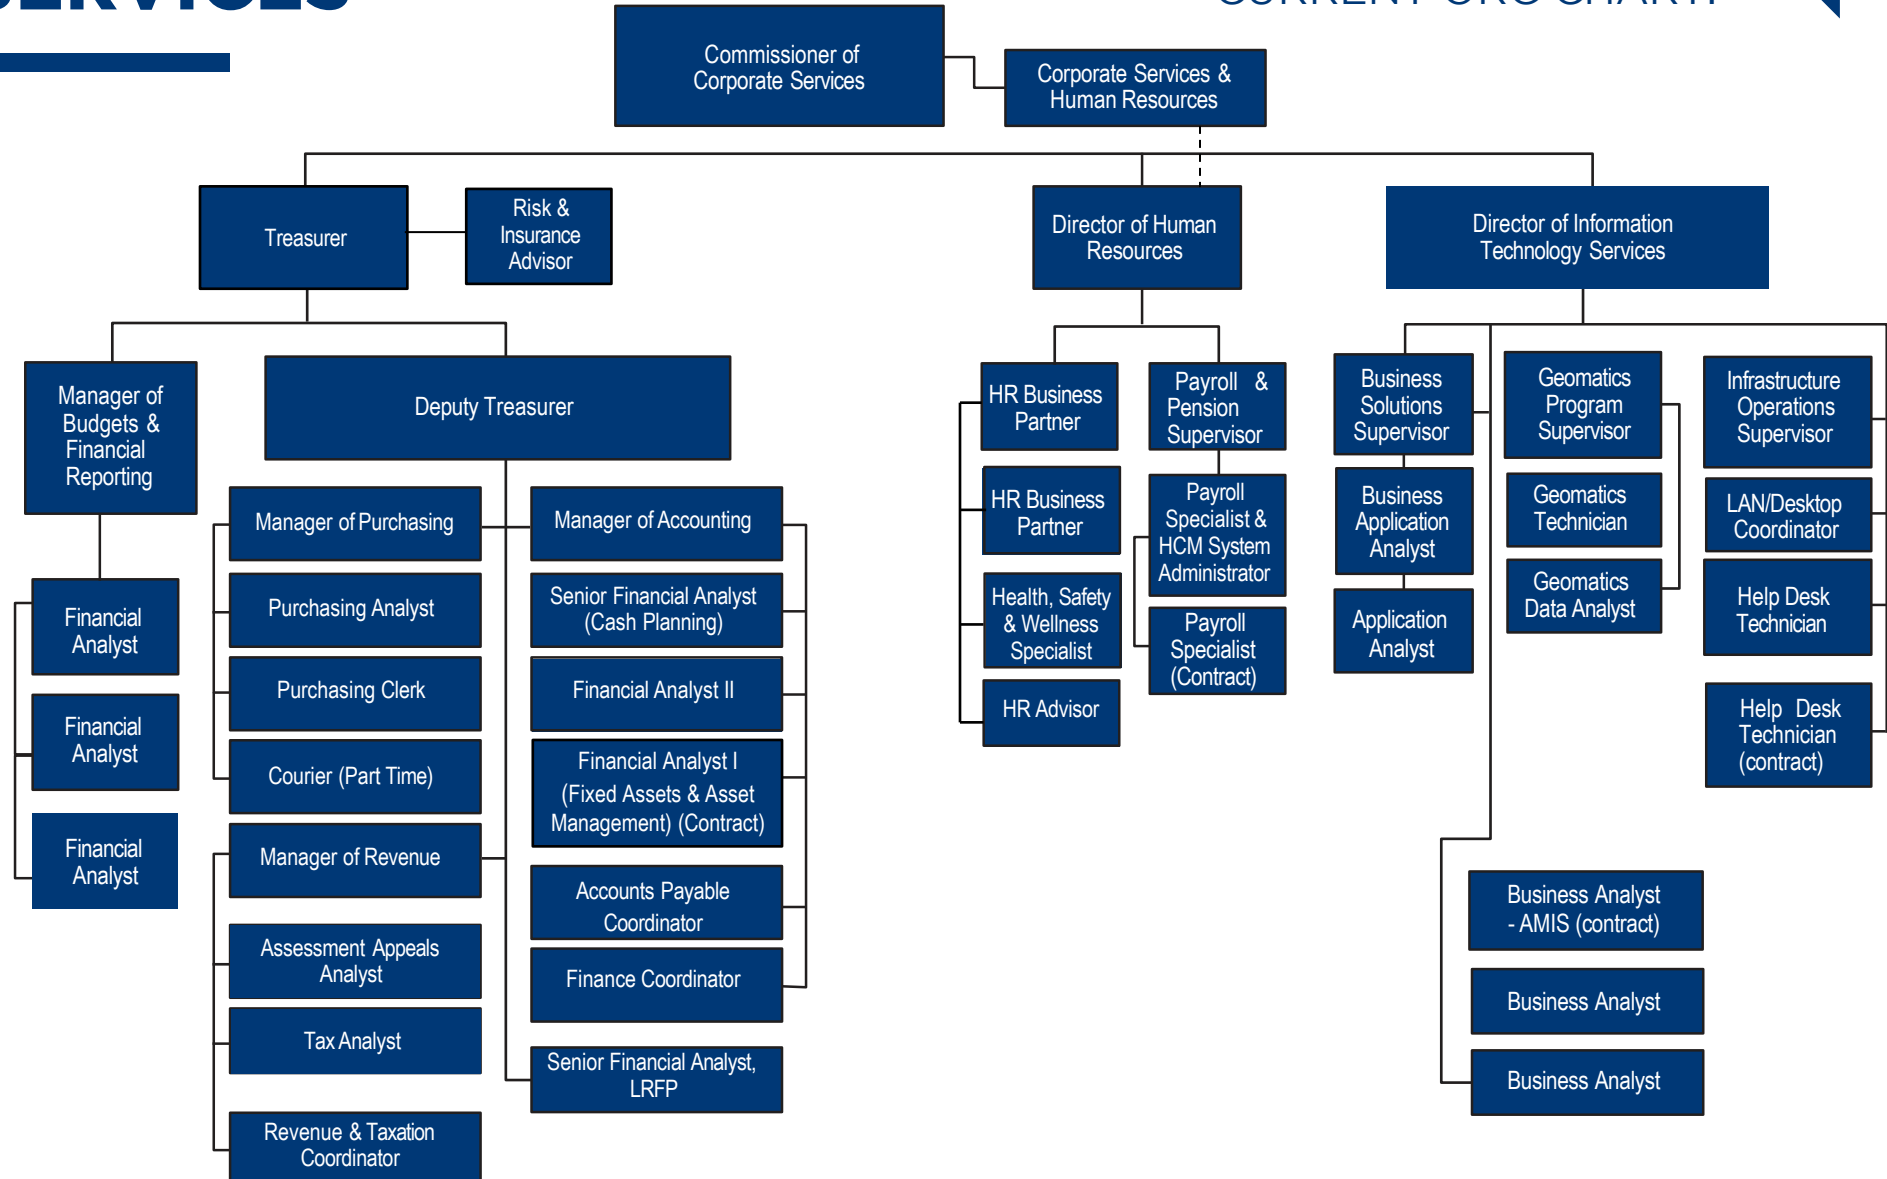 SERVICES
CURRENT ORG CHART:
Commissioner of
Corporate Services
Corporate Services &
Human Resources
Treasurer
Risk &
Insurance
Advisor
Director of Human
Resources
Director of Information
Technology Services
Manager of
Budgets &
Financial
Reporting
Deputy Treasurer
Financial
Analyst
Financial
Analyst
Financial
Analyst
Manager of Purchasing
Purchasing Analyst
Purchasing Clerk
Courier (Part Time)
Manager of Revenue
Assessment Appeals
Analyst
Tax Analyst
Revenue & Taxation
Coordinator
Manager of Accounting
Senior Financial Analyst
(Cash Planning)
Financial Analyst II
Financial Analyst I
(Fixed Assets & Asset
Management) (Contract)
Accounts Payable
Coordinator
Finance Coordinator
Senior Financial Analyst,
LRFP
HR Business
Partner
HR Business
Partner
Health, Safety
& Wellness
Specialist
HR Advisor
Payroll &
Pension
Supervisor
Payroll
Specialist &
HCM System
Administrator
Payroll
Specialist
(Contract)
Business
Solutions
Supervisor
Business
Application
Analyst
Application
Analyst
Geomatics
Program
Supervisor
Geomatics
Technician
Geomatics
Data Analyst
Infrastructure
Operations
Supervisor
LAN/Desktop
Coordinator
Help Desk
Technician
Help Desk
Technician
(contract)
Business Analyst
- AMIS (contract)
Business Analyst
Business Analyst